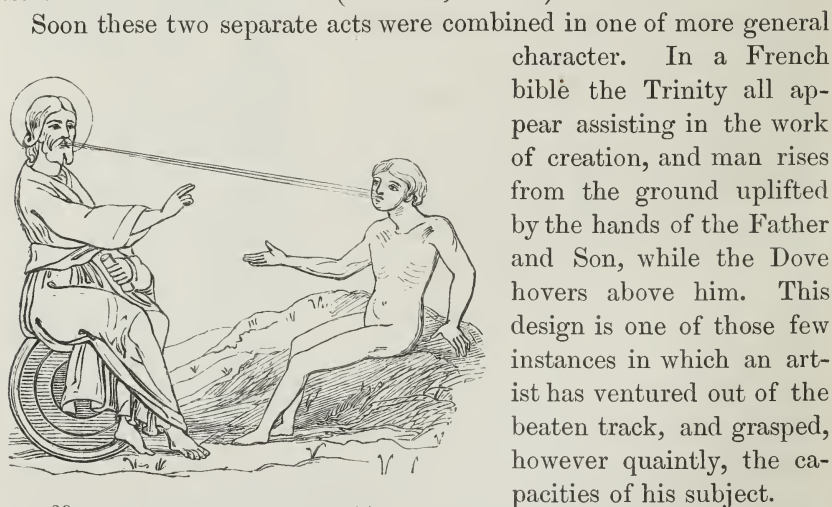 Soon these two separate acts were combined in one of more general
character. In a French
bible the Trinity all ap-
pear assisting in the work
of creation, and man rises
from the ground uplifted
by the hands of the Father
and Son, while the Dove
hovers above him. This
design is one of those few
instances in which an art-
ist has ventured out of the
beaten track, and grasped,
however quaintly, the ca-
pacities of his subject.